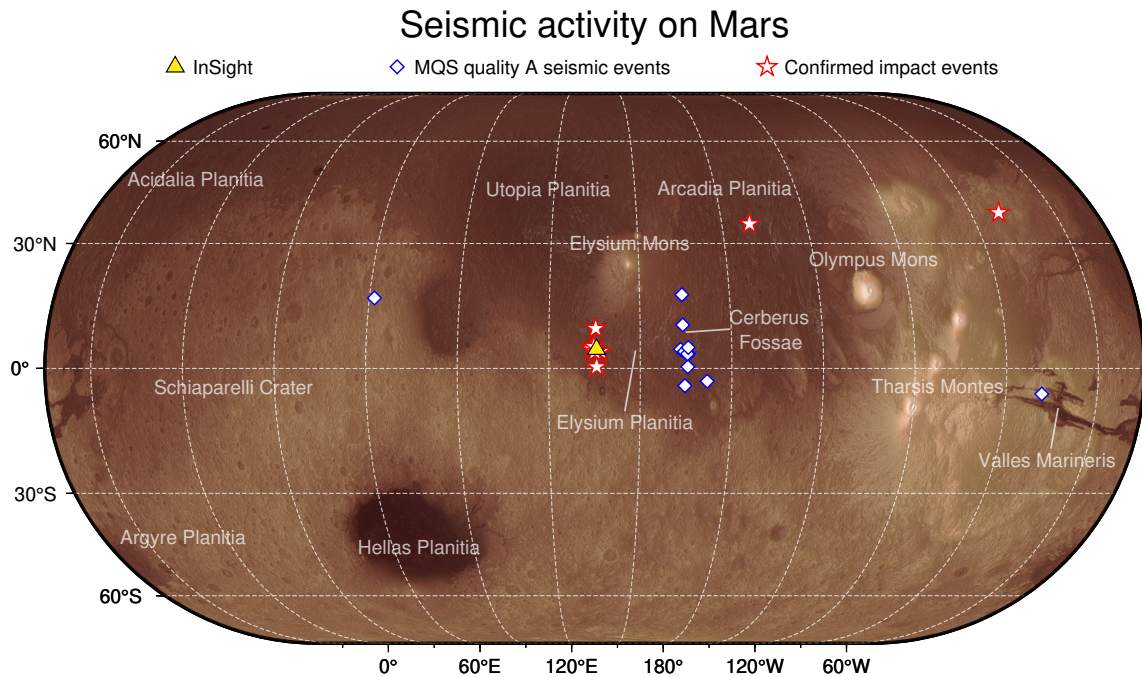 Seismic activity on Mars
InSight
MQS quality A seismic events
Confirmed impact events
60°N
Acidalia Planitia
Utopia Planitia
Arcadia Planitia
30°N
Elysium Mons
Olympus Mons
Cerberus
Fossae
0°
Schiaparelli Crater
Tharsis Montes
Elysium Planitia
Valles Marineris
30°S
Argyre Planitia
Hellas Planitia
60°S
0°
60°E
120°E
180°
120°W
60°W